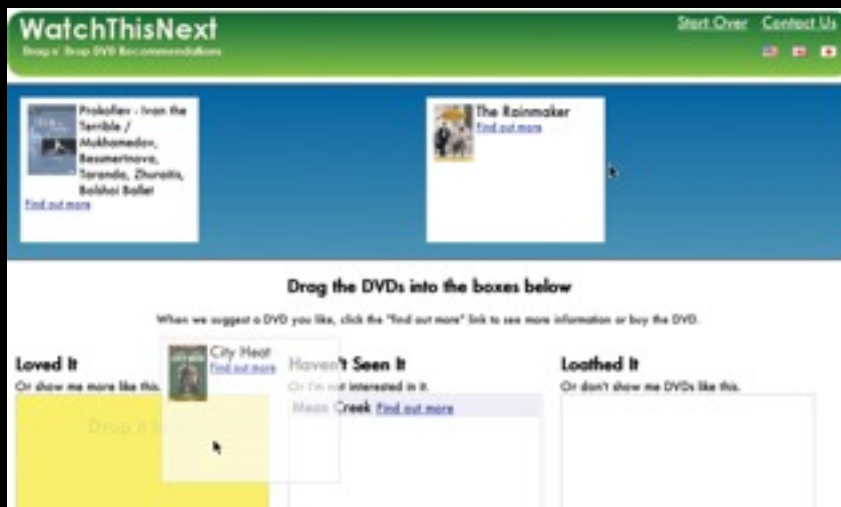 WatchThisNext
Drag n' Drop DVD Recommendations
Start Over Contact Us
Prokofiev - Ivan the
Terrible /
Mukhamedov,
Bessmertnova,
Taranda, Zhuraitis,
Bolshoi Ballet
Find out more
The Rainmaker
Find out more
Drag the DVDs into the boxes below
When we suggest a DVD you like, click the "find out more" link to see more information or buy the DVD.
Loved It
Or show me more like this.
City Heat
Find out more
Haven't Seen It
Or I'm not interested in it.
Mean Creek Find out more
Loathed It
Or don't show me DVDs like this.
Drop it